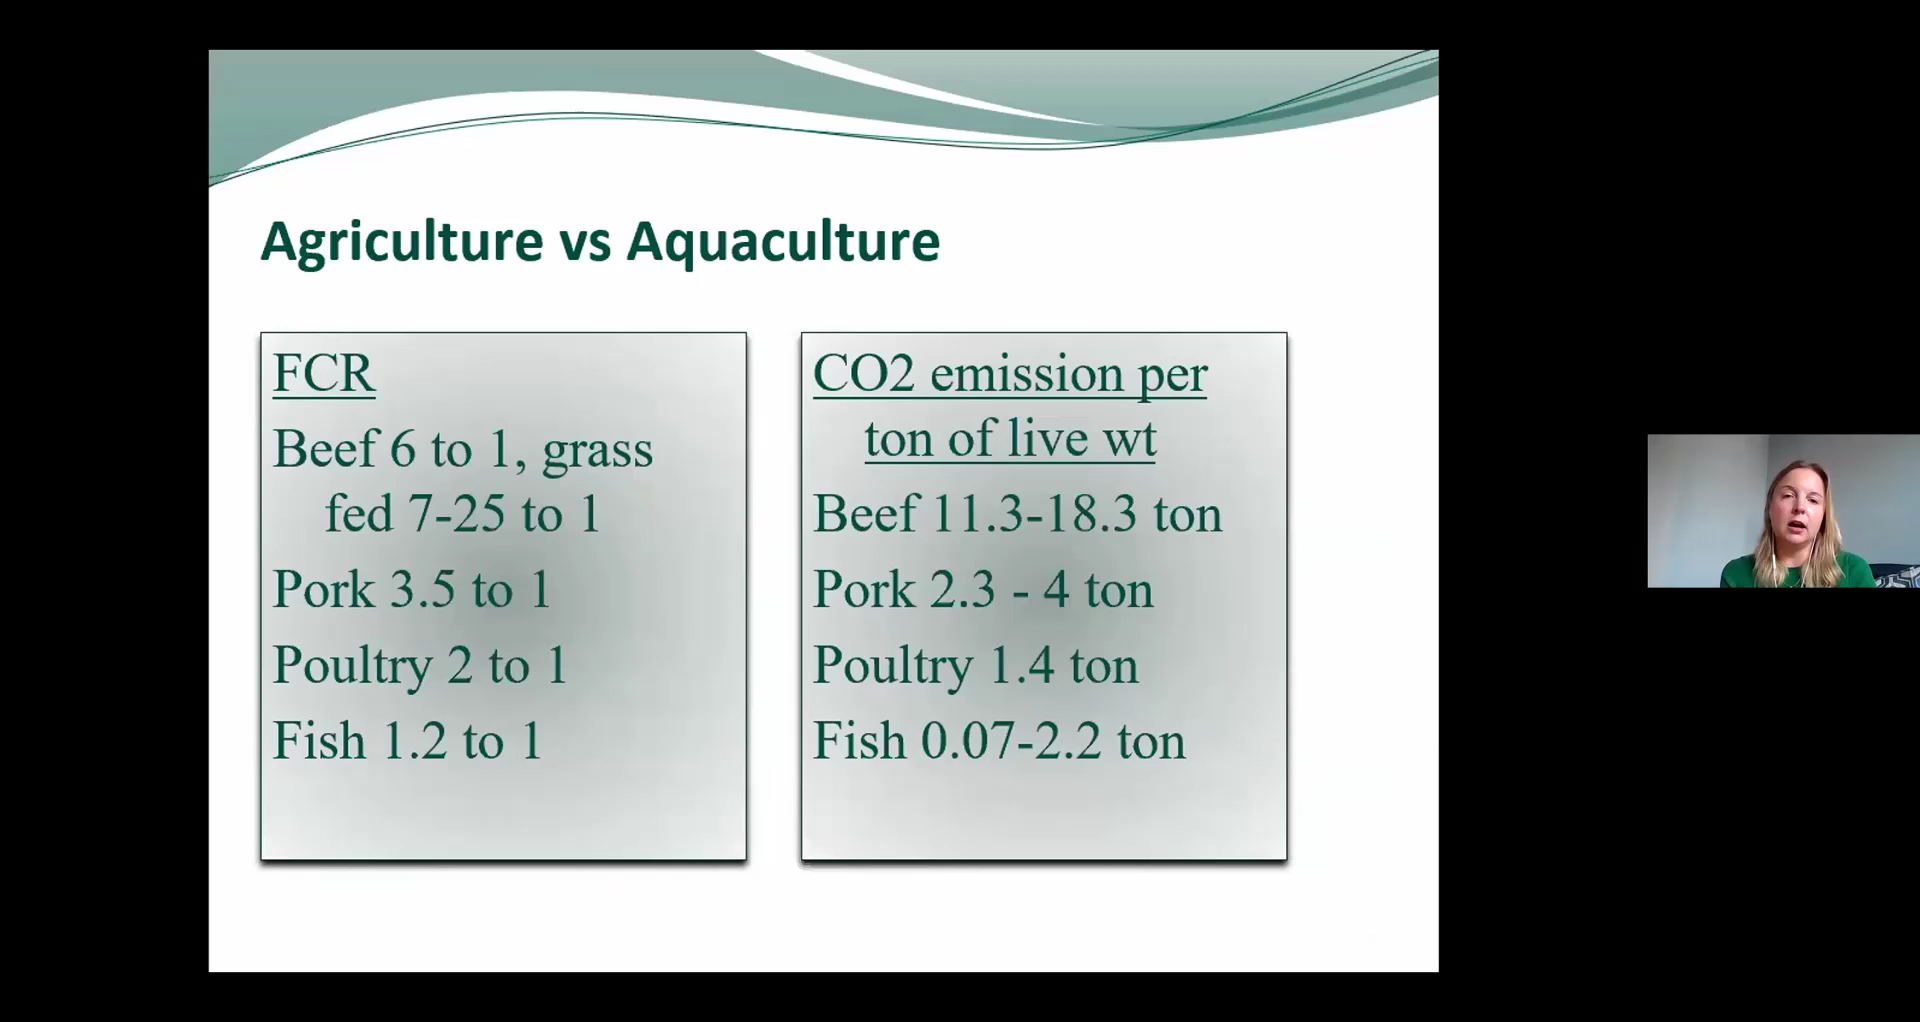 Agriculture vs Aquaculture
FCR
Beef 6 to 1, grass
fed 7-25 to 1
Pork 3.5 to 1
Poultry 2 to 1
Fish 1.2 to 1
CO2 emission per
ton of live wt
Beef 11.3-18.3 ton
Pork 2.3 - 4 ton
Poultry 1.4 ton
Fish 0.07-2.2 ton